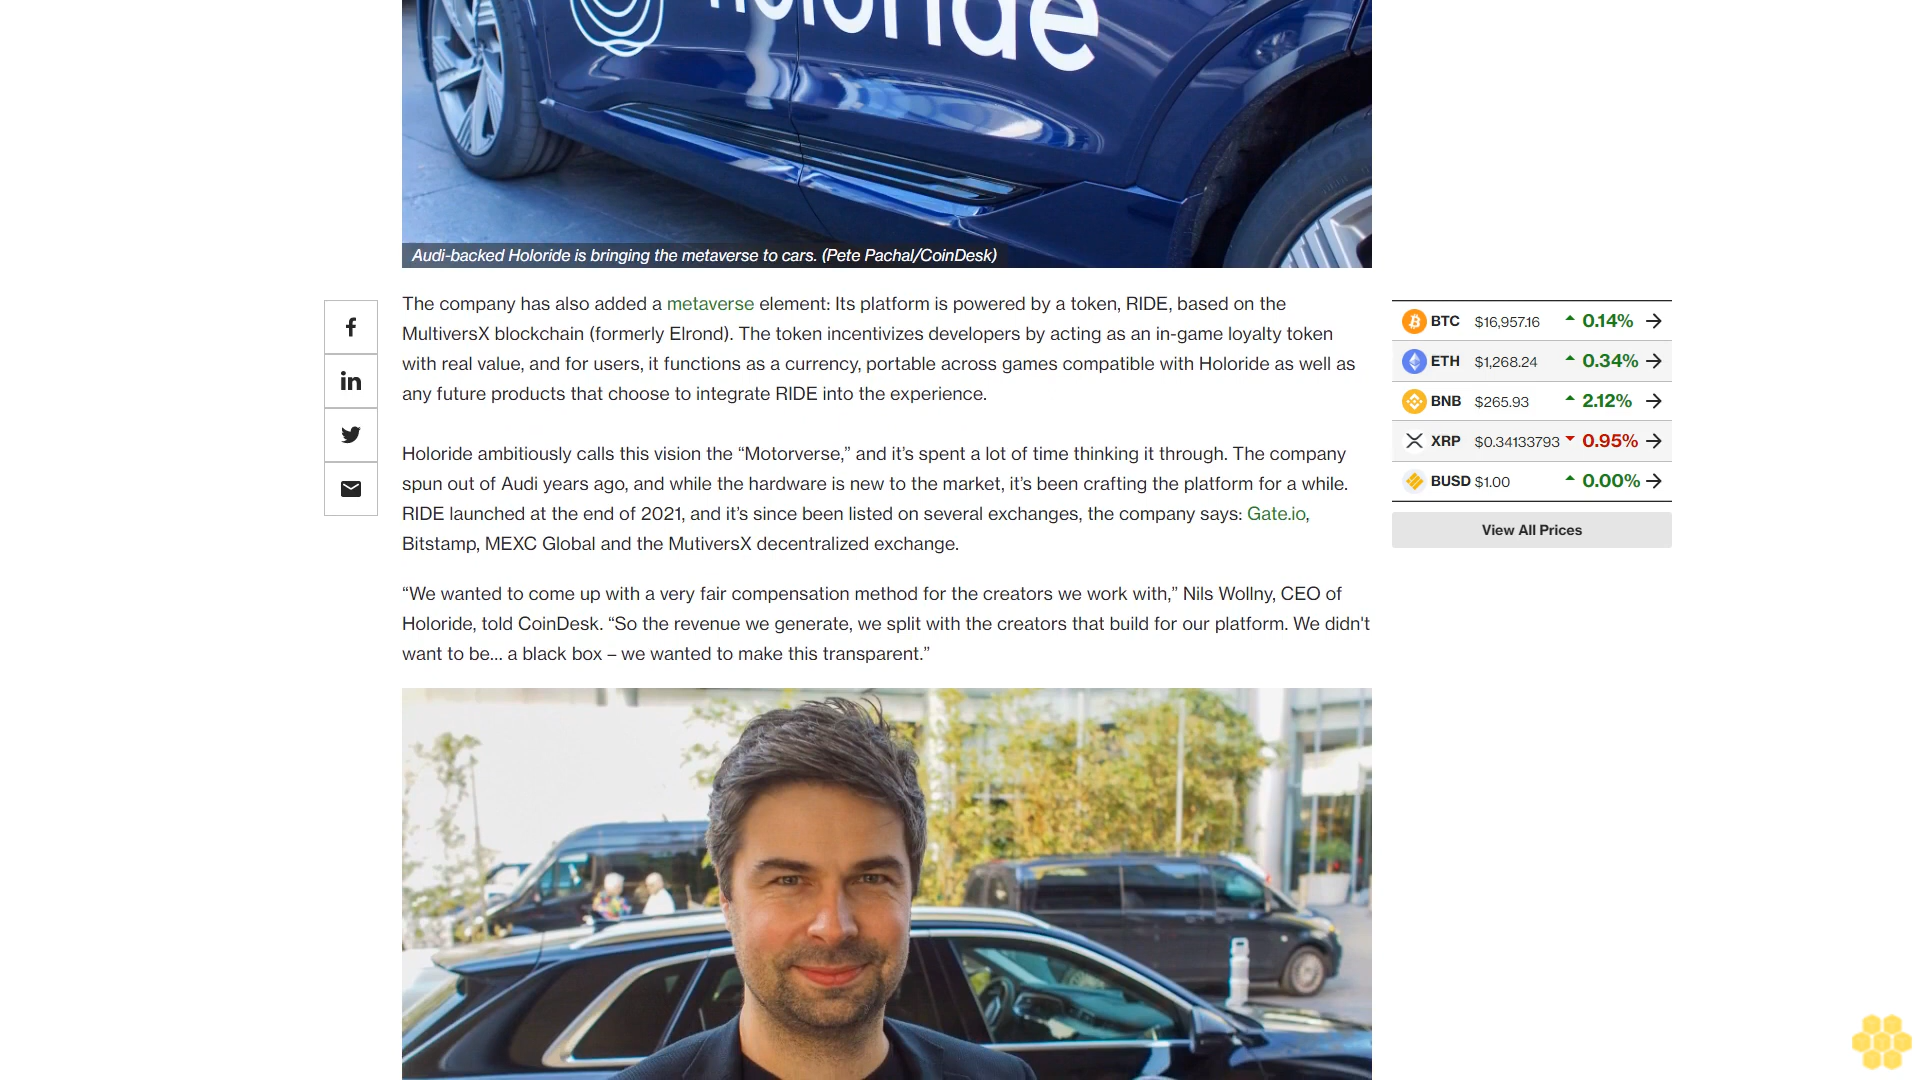 holoride
Audi-backed Holoride is bringing the metaverse to cars. (Pete Pachal/CoinDesk)
The company has also added a metaverse element: Its platform is powered by a token, RIDE, based on the
MultiversX blockchain (formerly Elrond). The token incentivizes developers by acting as an in-game loyalty token
with real value, and for users, it functions as a currency, portable across games compatible with Holoride as well as
any future products that choose to integrate RIDE into the experience.
Holoride ambitiously calls this vision the “Motorverse,” and it’s spent a lot of time thinking it through. The company
spun out of Audi years ago, and while the hardware is new to the market, it’s been crafting the platform for a while.
RIDE launched at the end of 2021, and it’s since been listed on several exchanges, the company says: Gate.io,
Bitstamp, MEXC Global and the MutiversX decentralized exchange.
“We wanted to come up with a very fair compensation method for the creators we work with,” Nils Wollny, CEO of
Holoride, told CoinDesk. “So the revenue we generate, we split with the creators that build for our platform. We didn't
want to be... a black box – we wanted to make this transparent.”
BTC $16,957.16 0.14%
ETH $1,268.24 0.34%
BNB $265.93 2.12%
XRP $0.34133793 0.95%
BUSD $1.00 0.00%
View All Prices